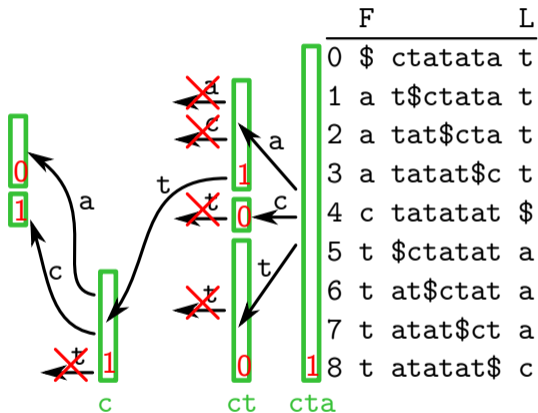 F L
0 $ ctatata t
a
1 a t$ctata t
c
2 a tat$cta t
a
0
t
1
3 a tatat$c t
a
1
t
0
c
4 c tatatat $
c
t
5 t $ctatat a
t
6 t at$ctat a
7 t atat$ct a
t
1
0
1
8 t atatat$ c
c ct cta